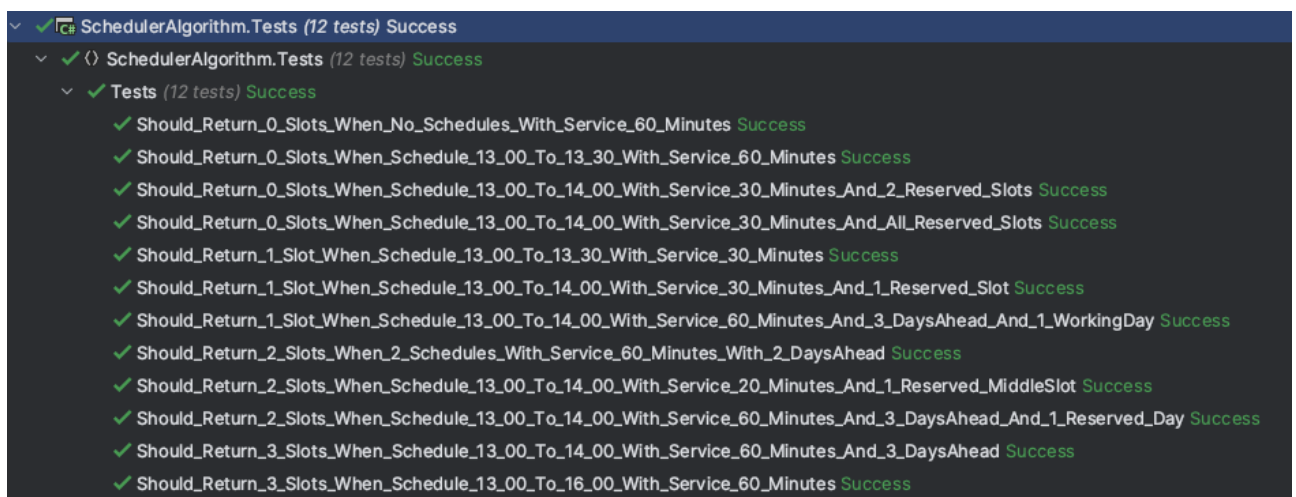 C# SchedulerAlgorithm.Tests (12 tests) Success
SchedulerAlgorithm.Tests (12 tests) Success
Tests (12 tests) Success
Should_Return_0_Slots_When_No_Schedules_With_Service_60_Minutes Success
Should_Return_0_Slots_When_Schedule_13_00_To_13_30_With_Service_60_Minutes Success
Should_Return_0_Slots_When_Schedule_13_00_To_14_00_With_Service_30_Minutes_And_2_Reserved_Slots Success
Should_Return_0_Slots_When_Schedule_13_00_To_14_00_With_Service_30_Minutes_And_All_Reserved_Slots Success
Should_Return_1_Slot_When_Schedule_13_00_To_13_30_With_Service_30_Minutes Success
Should_Return_1_Slot_When_Schedule_13_00_To_14_00_With_Service_30_Minutes_And_1_Reserved_Slot Success
Should_Return_1_Slot_When_Schedule_13_00_To_14_00_With_Service_60_Minutes_And_3_DaysAhead_And_1_WorkingDay Success
Should_Return_2_Slots_When_2_Schedules_With_Service_60_Minutes_With_2_DaysAhead Success
Should_Return_2_Slots_When_Schedule_13_00_To_14_00_With_Service_20_Minutes_And_1_Reserved_MiddleSlot Success
Should_Return_2_Slots_When_Schedule_13_00_To_14_00_With_Service_60_Minutes_And_3_DaysAhead_And_1_Reserved_Day Success
Should_Return_3_Slots_When_Schedule_13_00_To_14_00_With_Service_60_Minutes_And_3_DaysAhead Success
Should_Return_3_Slots_When_Schedule_13_00_To_16_00_With_Service_60_Minutes Success